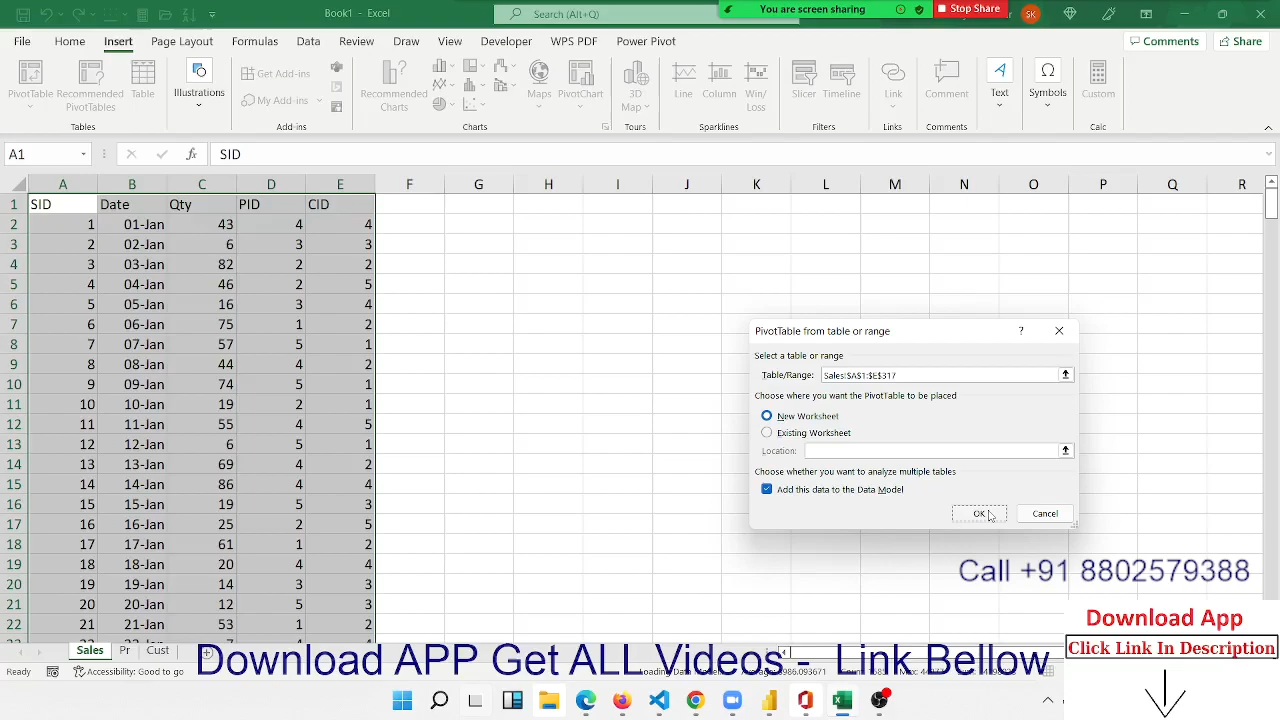 Book1 - Excel
Search (Alt+Q)
You are screen sharing
Stop Share
SK
File Home Insert Page Layout Formulas Data Review Draw View Developer WPS PDF Power Pivot
Comments Share
PivotTable
Recommended PivotTables
Table
Illustrations
Get Add-ins
My Add-ins
Recommended Charts
Maps
PivotChart
3D Map
Line
Column
Win/ Loss
Slicer
Timeline
Link
Comment
Text
Symbols
Custom
Tables Add-ins Charts Tours Sparklines Filters Links Comments Calc
A1 fx SID
A B C D E F G H I J K L M N O P Q R
1 SID Date Qty PID CID
2 1 01-Jan 43 4 4
3 2 02-Jan 6 3 3
4 3 03-Jan 82 2 2
5 4 04-Jan 46 2 5
6 5 05-Jan 16 3 4
7 6 06-Jan 75 1 2
8 7 07-Jan 57 5 1
9 8 08-Jan 44 4 2
10 9 09-Jan 74 5 1
11 10 10-Jan 19 2 1
12 11 11-Jan 55 4 5
13 12 12-Jan 6 5 1
14 13 13-Jan 69 4 2
15 14 14-Jan 86 4 4
16 15 15-Jan 19 5 3
17 16 16-Jan 25 2 5
18 17 17-Jan 61 1 2
19 18 18-Jan 20 4 4
20 19 19-Jan 14 3 3
21 20 20-Jan 12 5 3
22 21 21-Jan 53 1 2
PivotTable from table or range ?
Select a table or range
Table/Range: Sales!$A$1:$E$317
Choose where you want the PivotTable to be placed
New Worksheet
Existing Worksheet
Location:
Choose whether you want to analyze multiple tables
Add this data to the Data Model
OK Cancel
Call +91 8802579388
Download App
Click Link In Description
Sales Pr Cust
Download APP Get ALL Videos - Link Bellow
Ready
Accessibility: Good to go